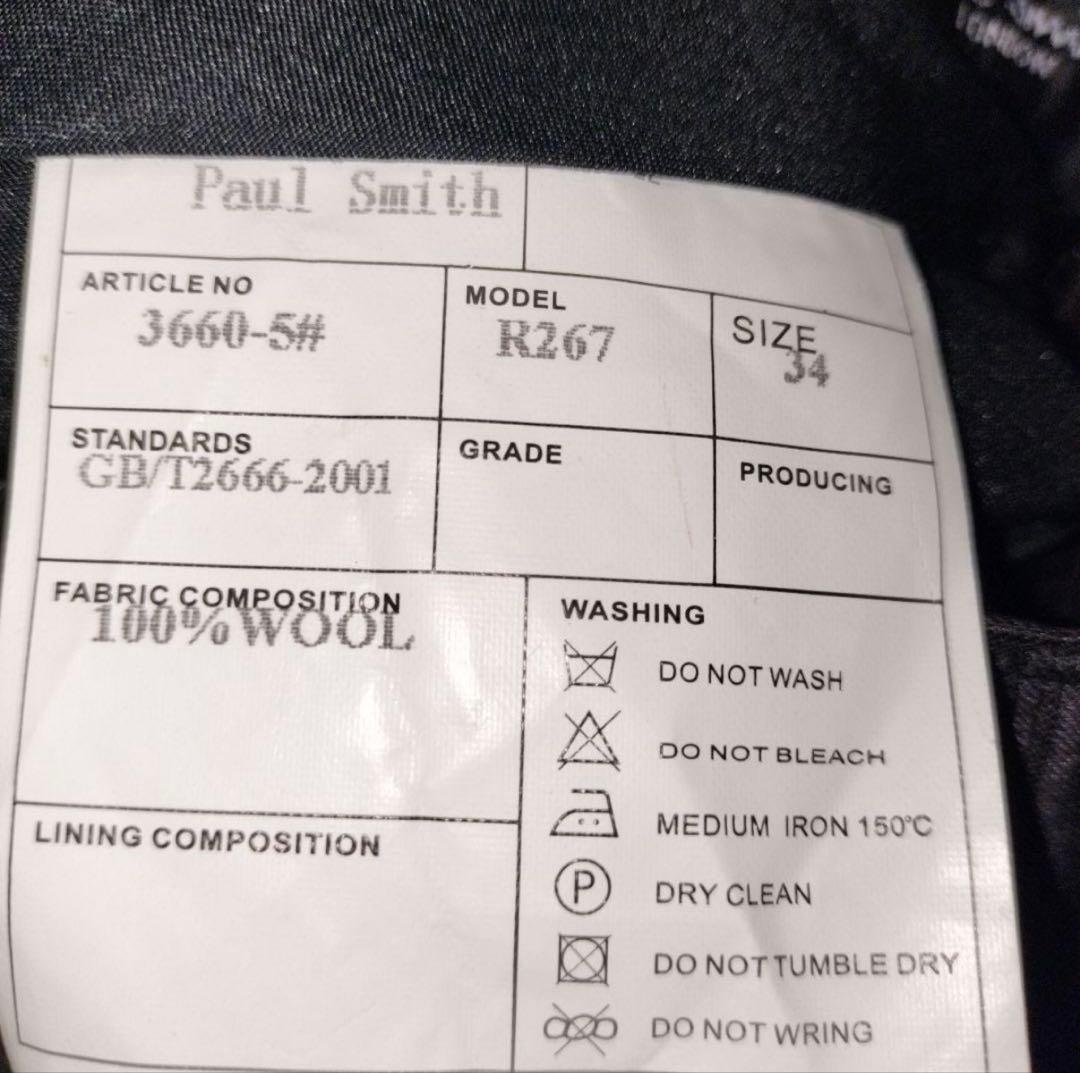 LONDON
Paul Smith
ARTICLE NO
3660-5#
MODEL
R267
SIZE
34
STANDARDS
GB/T2666-2001
GRADE
PRODUCING
FABRIC COMPOSITION
100%WOOL
WASHING
DO NOT WASH
DO NOT BLEACH
MEDIUM IRON 150℃
P DRY CLEAN
DO NOT TUMBLE DRY
DO NOT WRING
LINING COMPOSITION